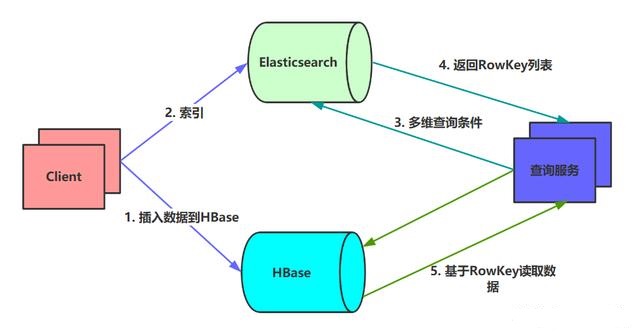 Elasticsearch
4. 返回RowKey列表
2. 索引
3. 多维查询条件
Client
查询服务
1. 插入数据到HBase
HBase
5. 基于RowKey读取数
据